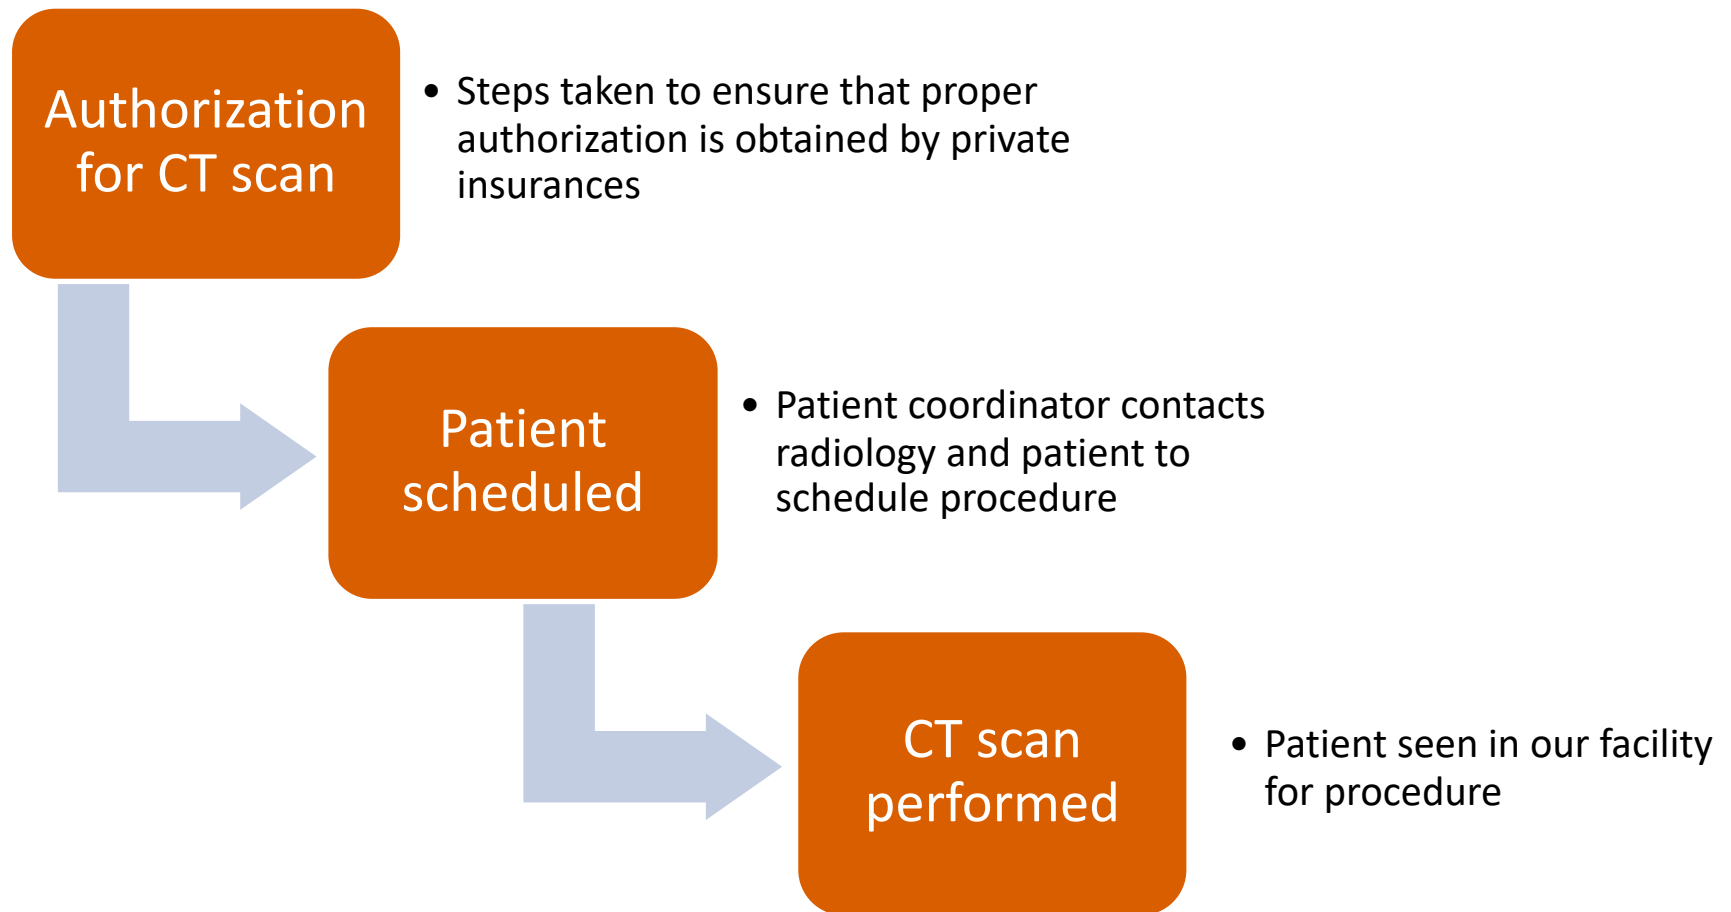 Authorization
for CT scan
• Steps taken to ensure that proper
authorization is obtained by private
insurances
Patient
scheduled
• Patient coordinator contacts
radiology and patient to
schedule procedure
CT scan
performed
• Patient seen in our facility
for procedure